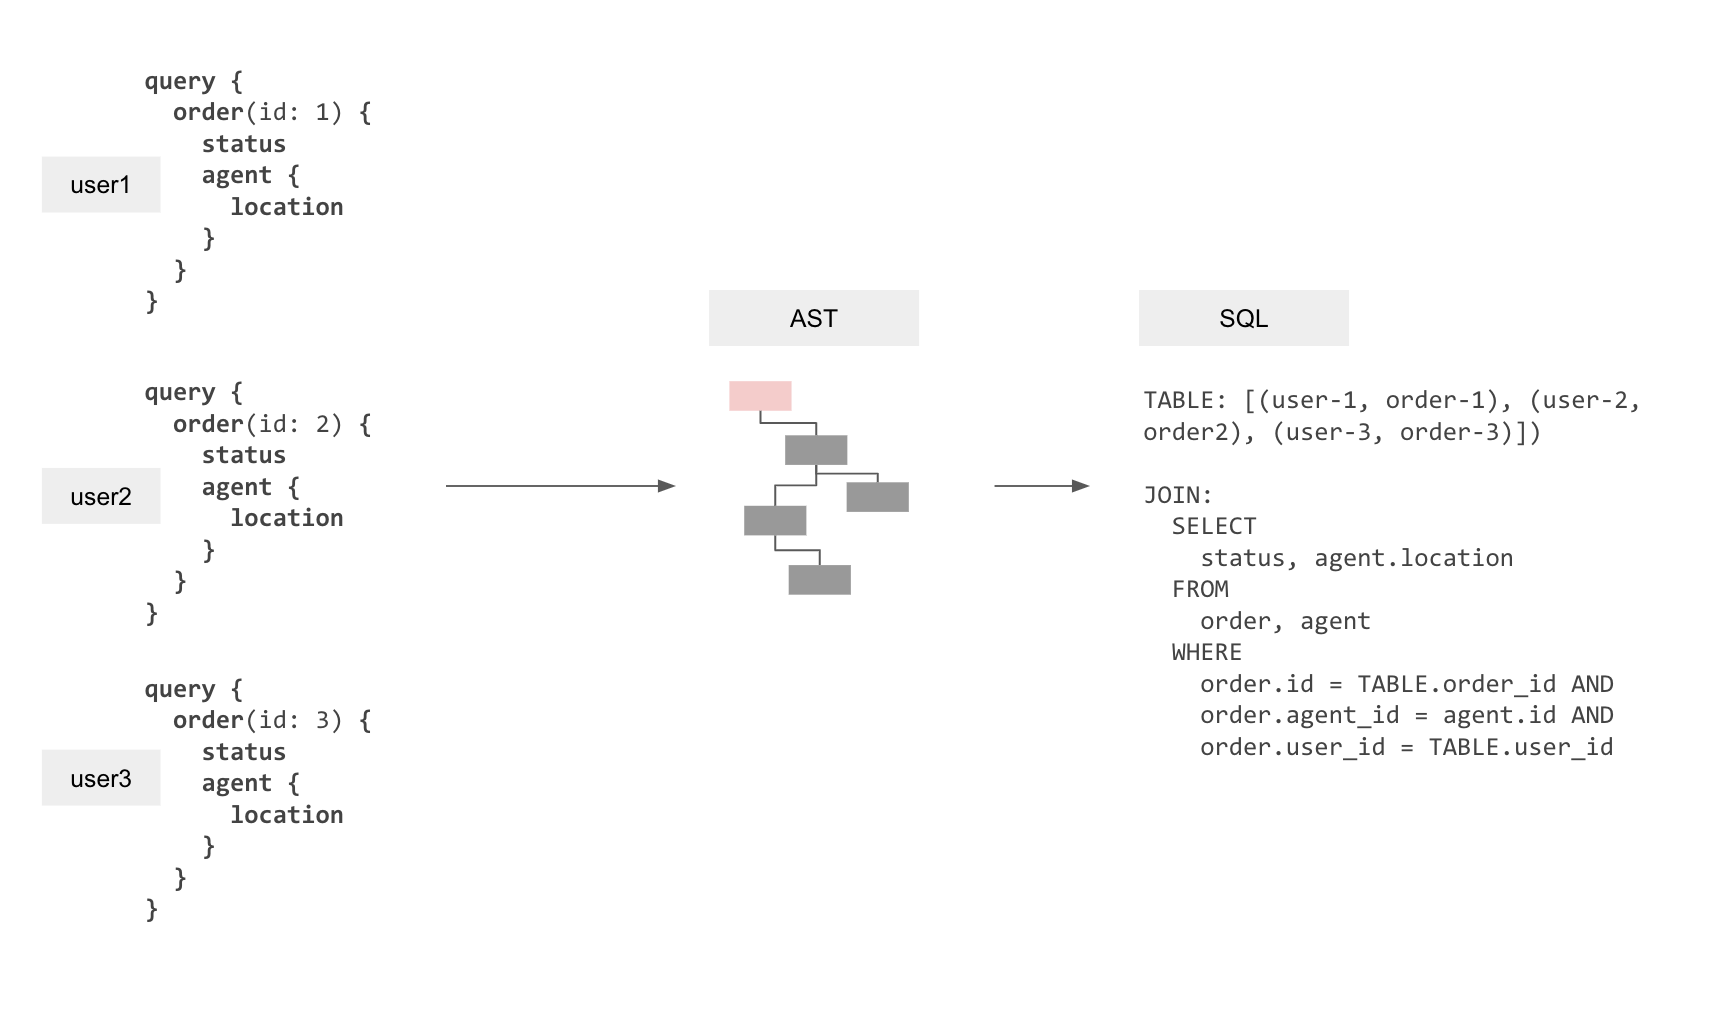 query {
  order(id: 1) {
    status
    agent {
      location
    }
  }
}
user1
query {
  order(id: 2) {
    status
    agent {
      location
    }
  }
}
user2
query {
  order(id: 3) {
    status
    agent {
      location
    }
  }
}
user3
AST
SQL
TABLE: [(user-1, order-1), (user-2,
order2), (user-3, order-3)])
JOIN:
  SELECT
    status, agent.location
  FROM
    order, agent
  WHERE
    order.id = TABLE.order_id AND
    order.agent_id = agent.id AND
    order.user_id = TABLE.user_id